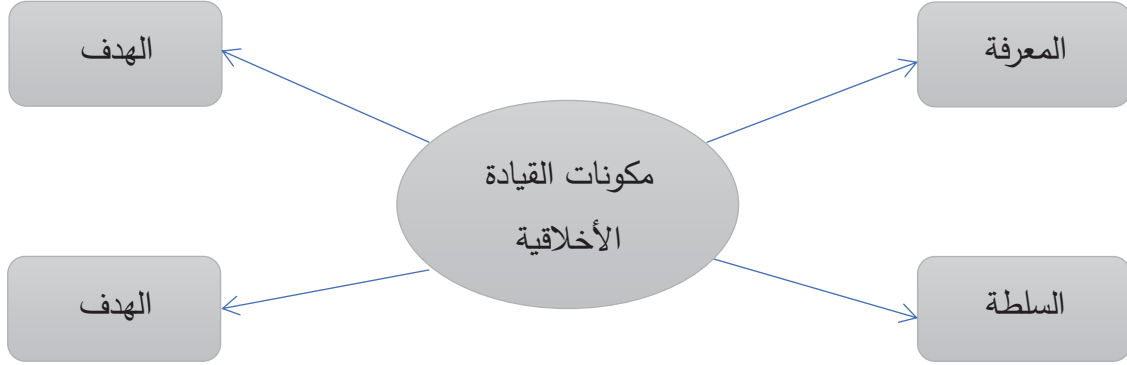 المعرفة
الهدف
مكونات القيادة
الأخلاقية
السلطة
الهدف